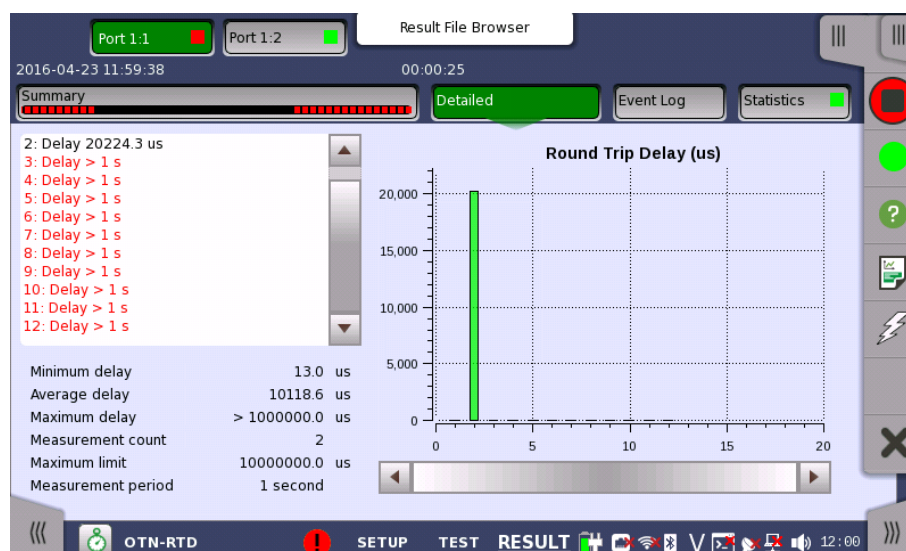 Result File Browser
Port 1:1
Port 1:2
2016-04-23 11:59:38
00:00:25
Summary
Detailed
Event Log
Statistics
2: Delay 20224.3 us
3: Delay > 1 s
4: Delay > 1 s
5: Delay > 1 s
6: Delay > 1 s
7: Delay > 1 s
8: Delay > 1 s
9: Delay > 1 s
10: Delay > 1 s
11: Delay > 1 s
12: Delay > 1 s
Minimum delay 13.0 us
Average delay 10118.6 us
Maximum delay > 1000000.0 us
Measurement count 2
Maximum limit 10000000.0 us
Measurement period 1 second
Round Trip Delay (us)
20,000
15,000
10,000
5,000
0
0 5 10 15 20
OTN-RTD
SETUP TEST RESULT
V
12:00